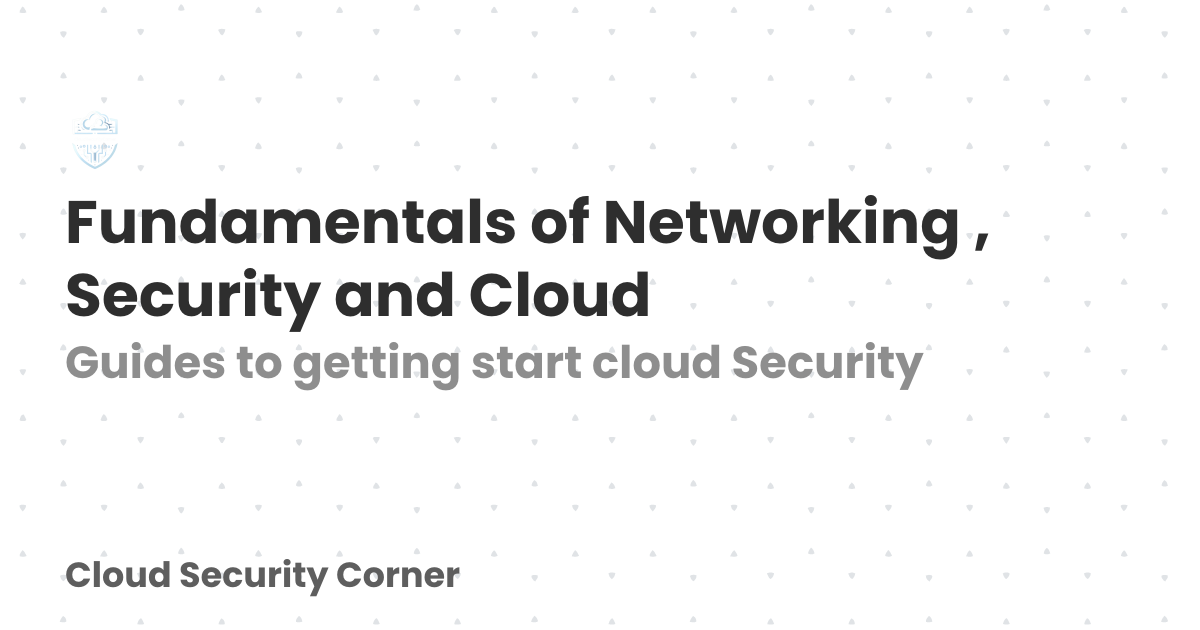 Fundamentals of Networking ,
Security and Cloud
Guides to getting start cloud Security
Cloud Security Corner